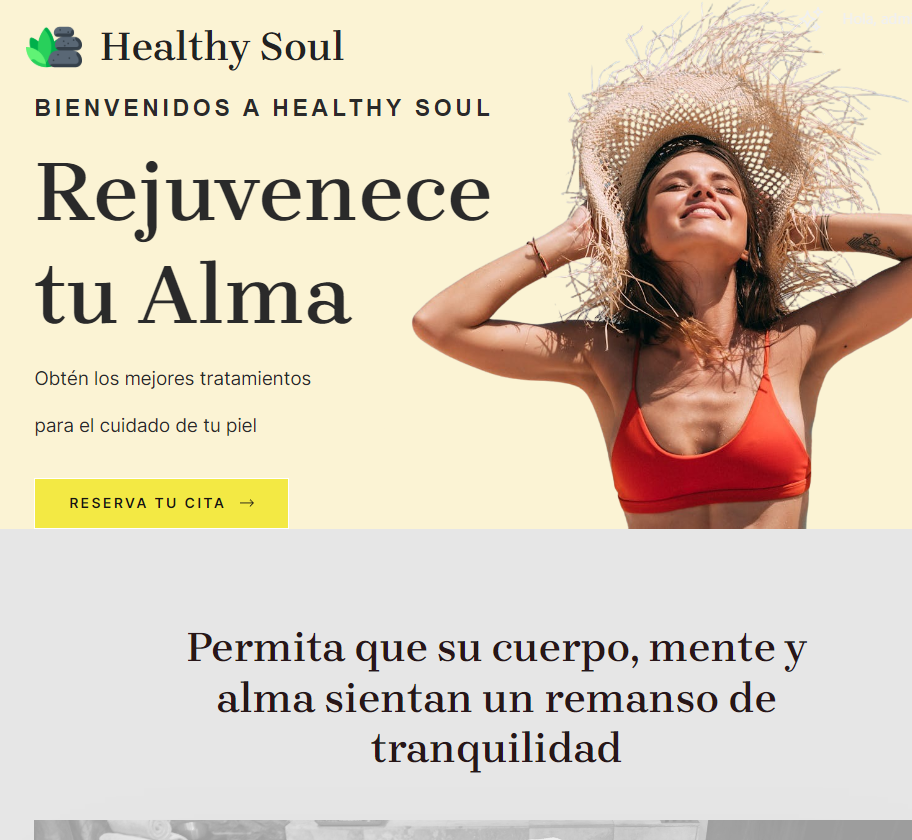 Healthy Soul
BIENVENIDOS A HEALTHY SOUL
Rejuvenece
tu Alma
Obtén los mejores tratamientos
para el cuidado de tu piel
RESERVA TU CITA →
Permita que su cuerpo, mente y
alma sientan un remanso de
tranquilidad